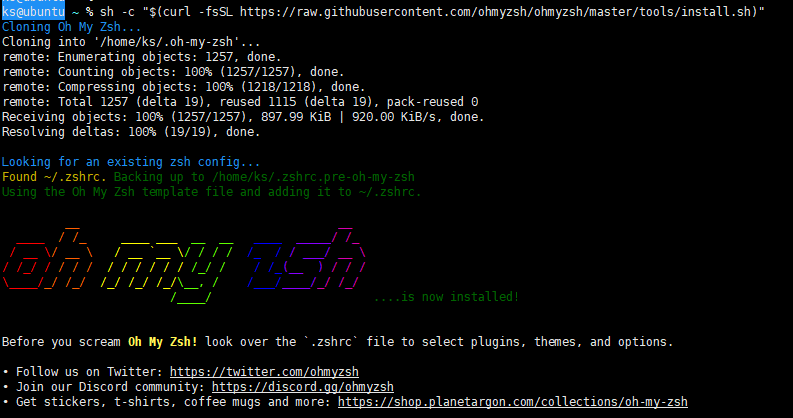 ks@ubuntu ~ % sh -c "$(curl -fsSL https://raw.githubusercontent.com/ohmyzsh/ohmyzsh/master/tools/install.sh)"
Cloning Oh My Zsh...
Cloning into '/home/ks/.oh-my-zsh'...
remote: Enumerating objects: 1257, done.
remote: Counting objects: 100% (1257/1257), done.
remote: Compressing objects: 100% (1218/1218), done.
remote: Total 1257 (delta 19), reused 1115 (delta 19), pack-reused 0
Receiving objects: 100% (1257/1257), 897.99 KiB | 920.00 KiB/s, done.
Resolving deltas: 100% (19/19), done.
Looking for an existing zsh config...
Found ~/.zshrc. Backing up to /home/ks/.zshrc.pre-oh-my-zsh
Using the Oh My Zsh template file and adding it to ~/.zshrc.
oh my zsh
....is now installed!
Before you scream Oh My Zsh! look over the `.zshrc` file to select plugins, themes, and options.
• Follow us on Twitter: https://twitter.com/ohmyzsh
• Join our Discord community: https://discord.gg/ohmyzsh
• Get stickers, t-shirts, coffee mugs and more: https://shop.planetargon.com/collections/oh-my-zsh